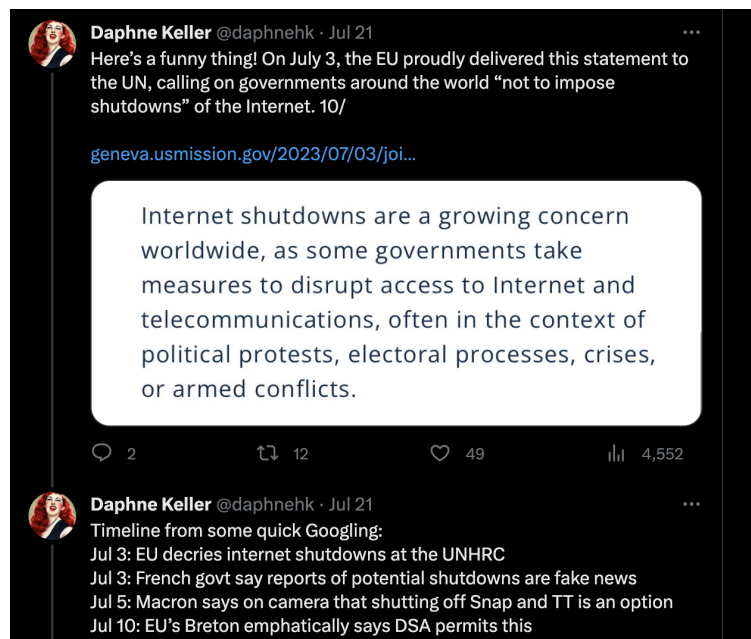 Daphne Keller @daphnehk · Jul 21
Here’s a funny thing! On July 3, the EU proudly delivered this statement to
the UN, calling on governments around the world “not to impose
shutdowns” of the Internet. 10/
geneva.usmission.gov/2023/07/03/joi...
Internet shutdowns are a growing concern
worldwide, as some governments take
measures to disrupt access to Internet and
telecommunications, often in the context of
political protests, electoral processes, crises,
or armed conflicts.
2 12 49 4,552
Daphne Keller @daphnehk · Jul 21
Timeline from some quick Googling:
Jul 3: EU decries internet shutdowns at the UNHRC
Jul 3: French govt say reports of potential shutdowns are fake news
Jul 5: Macron says on camera that shutting off Snap and TT is an option
Jul 10: EU’s Breton emphatically says DSA permits this